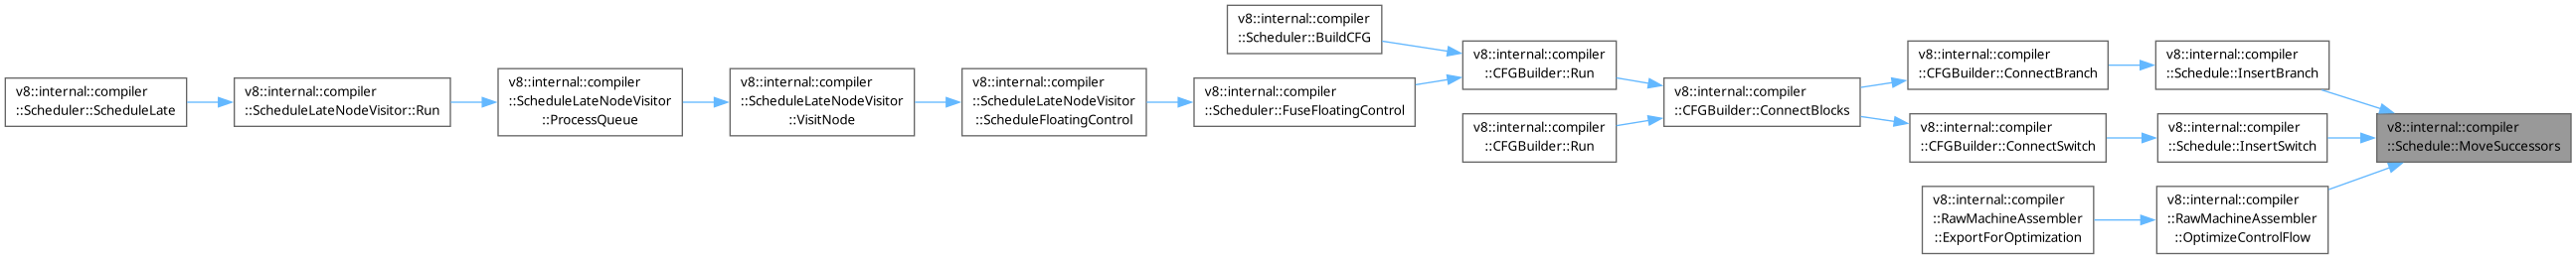 v8::internal::compiler
::Scheduler::ScheduleLate
v8::internal::compiler
::ScheduleLateNodeVisitor::Run
v8::internal::compiler
::ScheduleLateNodeVisitor
::ProcessQueue
v8::internal::compiler
::ScheduleLateNodeVisitor
::VisitNode
v8::internal::compiler
::ScheduleLateNodeVisitor
::ScheduleFloatingControl
v8::internal::compiler
::Scheduler::BuildCFG
v8::internal::compiler
::Scheduler::FuseFloatingControl
v8::internal::compiler
::CFGBuilder::Run
v8::internal::compiler
::CFGBuilder::Run
v8::internal::compiler
::CFGBuilder::ConnectBlocks
v8::internal::compiler
::CFGBuilder::ConnectBranch
v8::internal::compiler
::CFGBuilder::ConnectSwitch
v8::internal::compiler
::RawMachineAssembler
::ExportForOptimization
v8::internal::compiler
::Schedule::InsertBranch
v8::internal::compiler
::Schedule::InsertSwitch
v8::internal::compiler
::RawMachineAssembler
::OptimizeControlFlow
v8::internal::compiler
::Schedule::MoveSuccessors